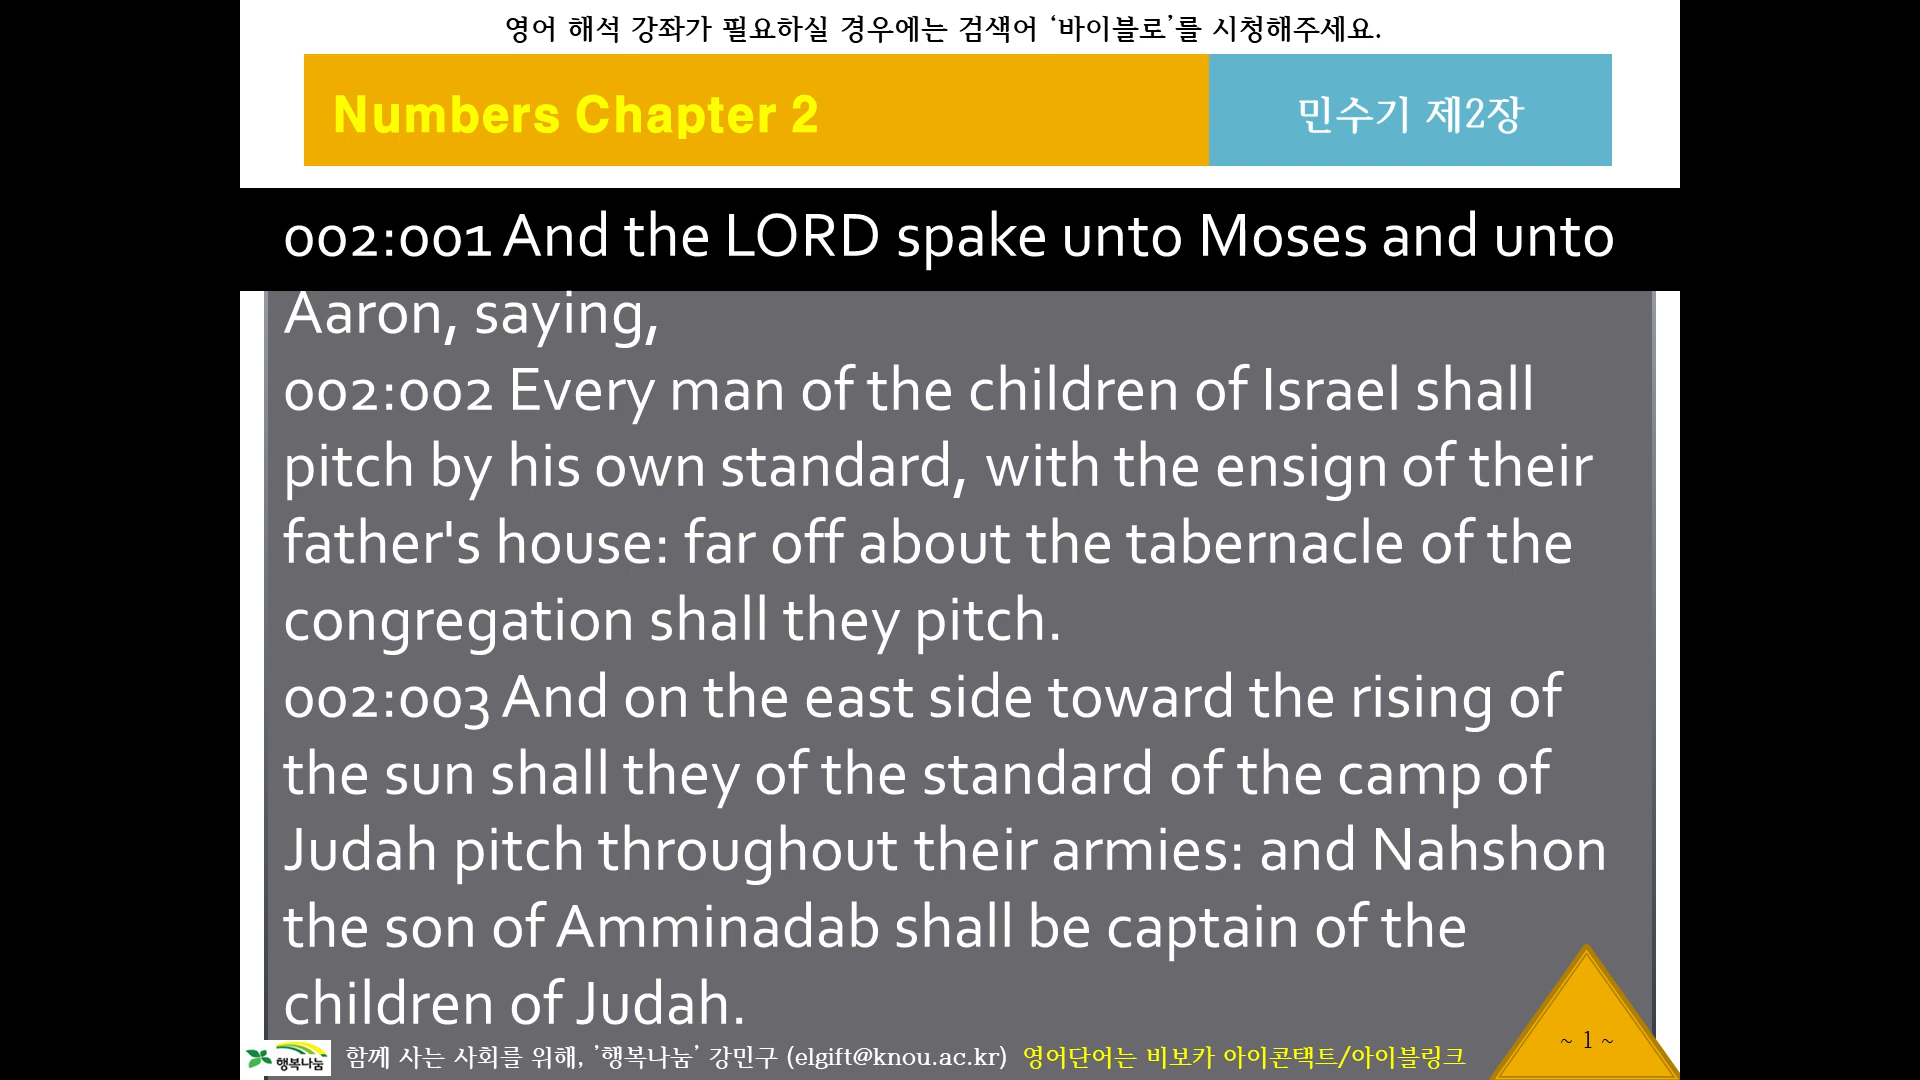 영어 해석 강좌가 필요하실 경우에는 검색어 ‘바이블로’를 시청해주세요.
Numbers Chapter 2
민수기 제2장
002:001 And the LORD spake unto Moses and unto
Aaron, saying,
002:002 Every man of the children of Israel shall
pitch by his own standard, with the ensign of their
father's house: far off about the tabernacle of the
congregation shall they pitch.
002:003 And on the east side toward the rising of
the sun shall they of the standard of the camp of
Judah pitch throughout their armies: and Nahshon
the son of Amminadab shall be captain of the
children of Judah.
~ 1 ~
행복나눔 함께 사는 사회를 위해, ’행복나눔’ 강민구 (elgift@knou.ac.kr) 영어단어는 비보카 아이콘택트/아이블링크